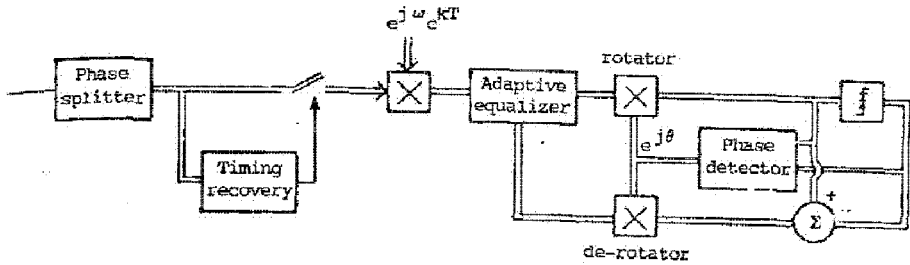 e^jω_c kT
Phase
splitter
Timing
recovery
Adaptive
equalizer
rotator
e^jθ
Phase
detector
+
--
Σ
de-rotator